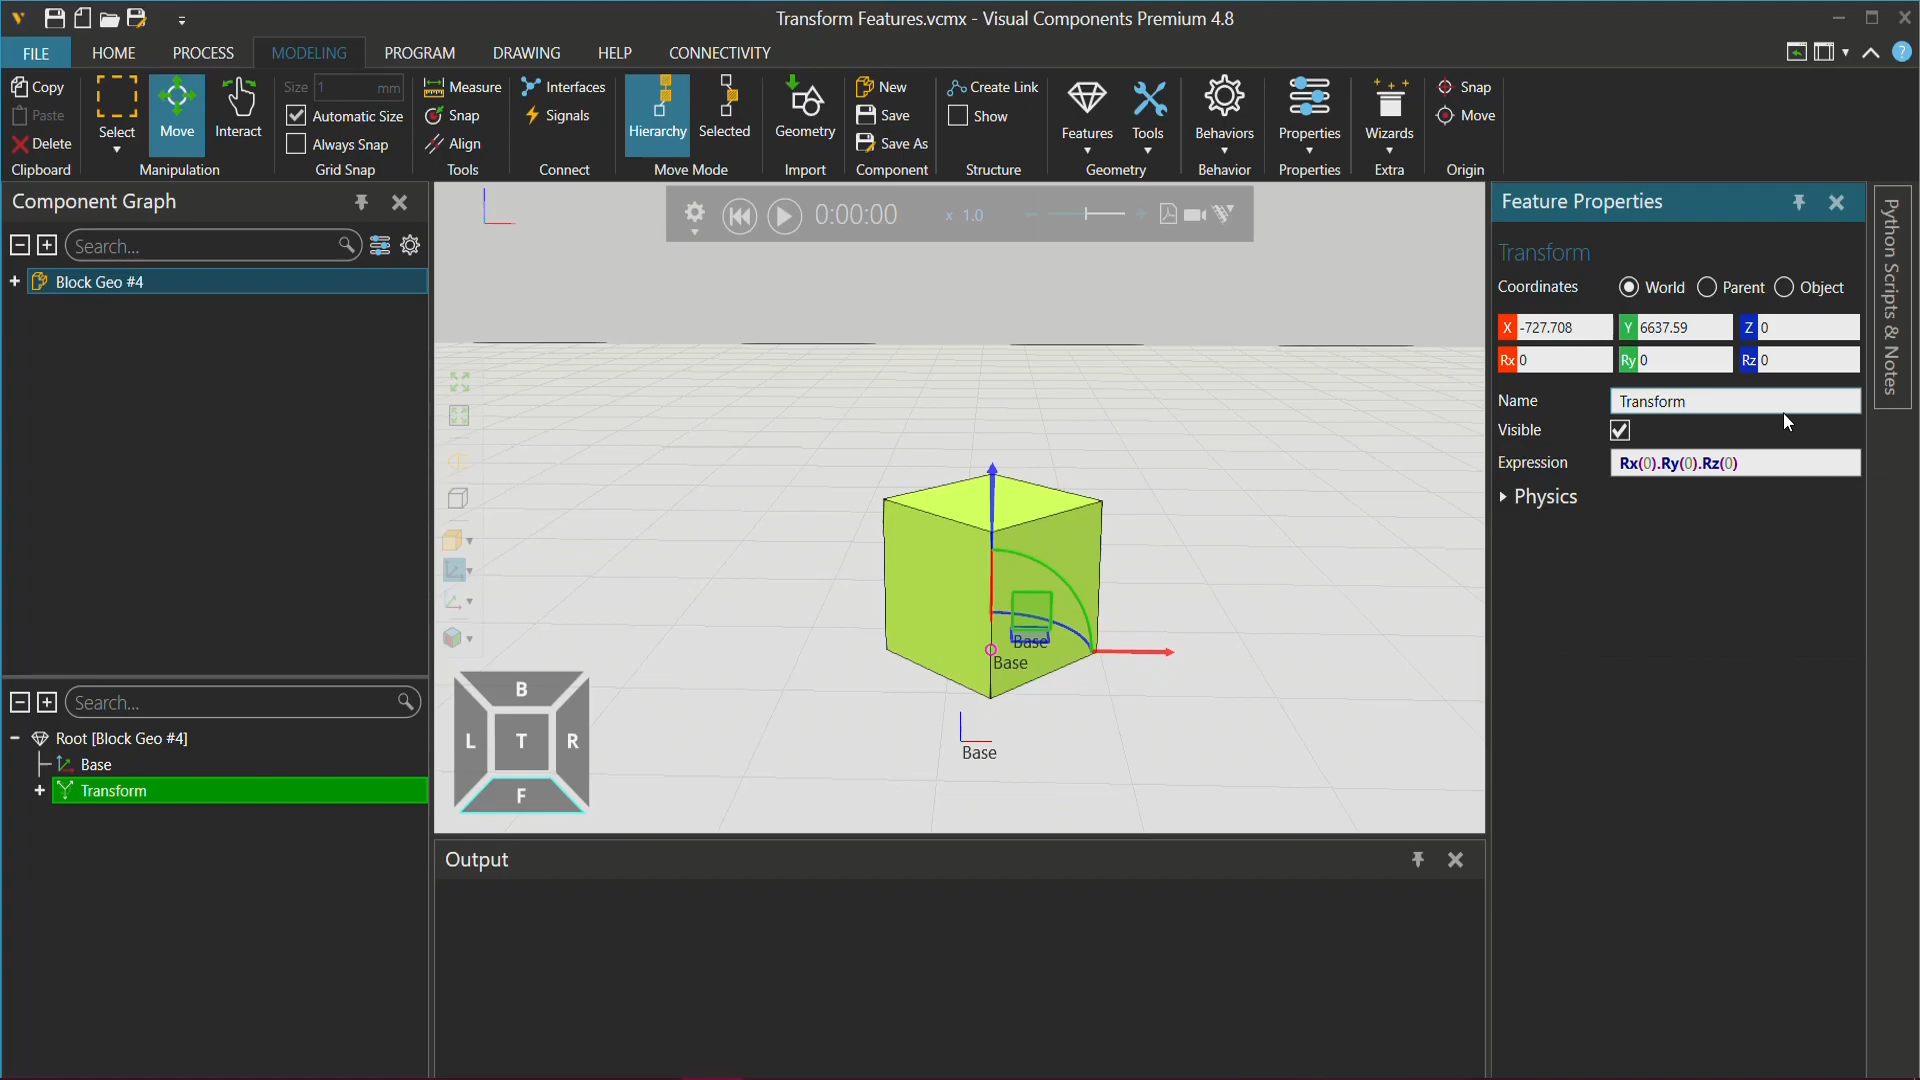 Transform Features.vcmx - Visual Components Premium 4.8
FILE HOME PROCESS MODELING PROGRAM DRAWING HELP CONNECTIVITY
Copy
Paste
Delete
Clipboard
Select
Move
Interact
Manipulation
Size 1 mm
Automatic Size
Always Snap
Grid Snap
Measure
Snap
Align
Tools
Interfaces
Signals
Connect
Hierarchy
Selected
Move Mode
Geometry
Import
New
Save
Save As
Component
Create Link
Show
Structure
Features
Tools
Geometry
Behaviors
Behavior
Properties
Properties
Wizards
Extra
Snap
Move
Origin
Component Graph
Search...
Block Geo #4
Search...
Root [Block Geo #4]
Base
Transform
0:00:00 x 1.0
Base
Base
Base
B
L T R
F
Output
Feature Properties
Transform
Coordinates World Parent Object
X -727.708 Y 6637.59 Z 0
Rx 0 Ry 0 Rz 0
Name Transform
Visible
Expression Rx(0).Ry(0).Rz(0)
Physics
Python Scripts & Notes